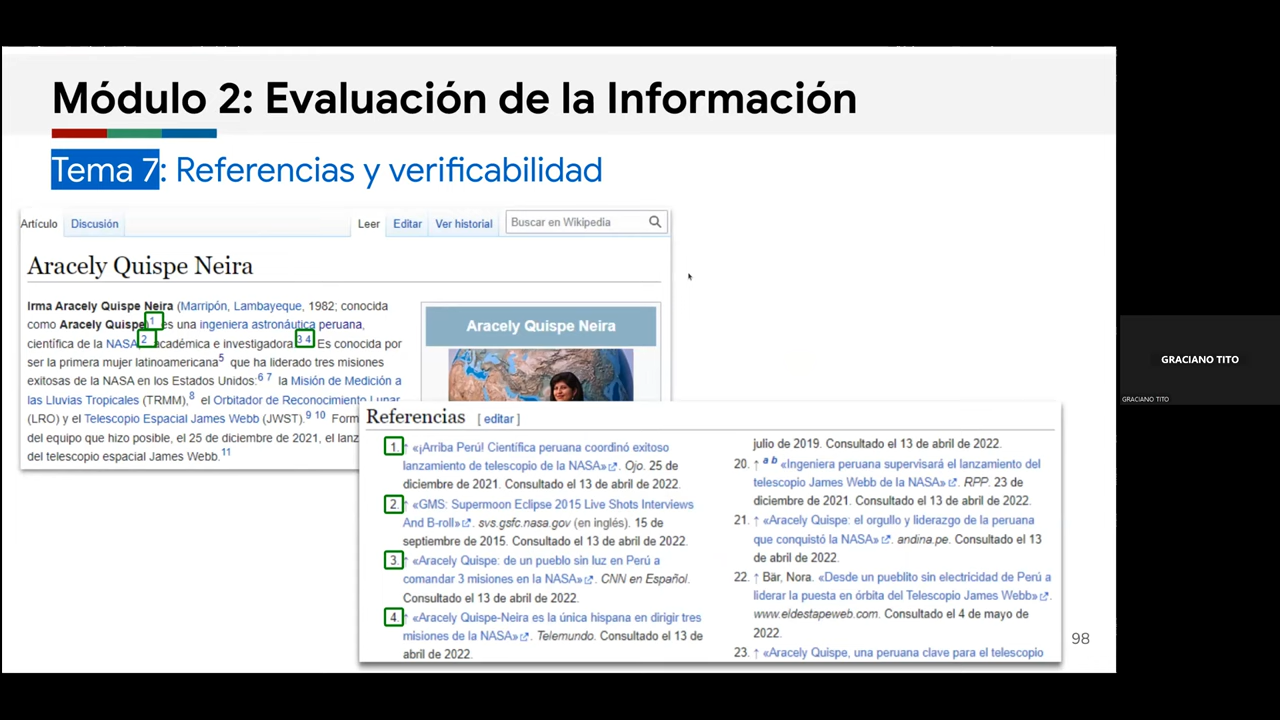 Módulo 2: Evaluación de la Información
Tema 7: Referencias y verificabilidad
Artículo Discusión Leer Editar Ver historial Buscar en Wikipedia
Aracely Quispe Neira
Irma Aracely Quispe Neira (Marripón, Lambayeque, 1982; conocida
como Aracely Quispe) 1 es una ingeniera astronáutica peruana,
científica de la NASA 2 académica e investigadora 3 4 Es conocida por
ser la primera mujer latinoamericana5 que ha liderado tres misiones
exitosas de la NASA en los Estados Unidos:6 7 la Misión de Medición a
las Lluvias Tropicales (TRMM),8 el Orbitador de Reconocimiento Lunar
(LRO) y el Telescopio Espacial James Webb (JWST).9 10 Form
del equipo que hizo posible, el 25 de diciembre de 2021, el lanz
del telescopio espacial James Webb.11
Aracely Quispe Neira
Referencias [ editar ]
1. ↑ «¡Arriba Perú! Científica peruana coordinó exitoso
lanzamiento de telescopio de la NASA». Ojo. 25 de
diciembre de 2021. Consultado el 13 de abril de 2022.
2. ↑ «GMS: Supermoon Eclipse 2015 Live Shots Interviews
And B-roll». svs.gsfc.nasa.gov (en inglés). 15 de
septiembre de 2015. Consultado el 13 de abril de 2022.
3. ↑ «Aracely Quispe: de un pueblo sin luz en Perú a
comandar 3 misiones en la NASA». CNN en Español.
Consultado el 13 de abril de 2022.
4. ↑ «Aracely Quispe-Neira es la única hispana en dirigir tres
misiones de la NASA». Telemundo. Consultado el 13 de
abril de 2022.
julio de 2019. Consultado el 13 de abril de 2022.
20. ↑ a b «Ingeniera peruana supervisará el lanzamiento del
telescopio James Webb de la NASA». RPP. 23 de
diciembre de 2021. Consultado el 13 de abril de 2022.
21. ↑ «Aracely Quispe: el orgullo y liderazgo de la peruana
que conquistó la NASA». andina.pe. Consultado el 13
de abril de 2022.
22. ↑ Bär, Nora. «Desde un pueblito sin electricidad de Perú a
liderar la puesta en órbita del Telescopio James Webb».
www.eldestapeweb.com. Consultado el 4 de mayo de
2022.
23. ↑ «Aracely Quispe, una peruana clave para el telescopio
98
GRACIANO TITO
GRACIANO TITO